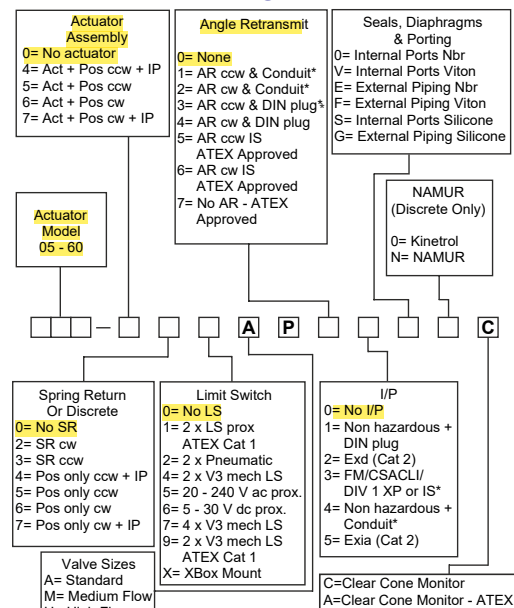 Actuator
Assembly
0= No actuator
4= Act + Pos ccw + IP
5= Act + Pos ccw
6= Act + Pos cw
7= Act + Pos cw + IP
Angle Retransmit
0= None
1= AR ccw & Conduit*
2= AR cw & Conduit*
3= AR ccw & DIN plug*
4= AR cw & DIN plug
5= AR ccw IS
ATEX Approved
6= AR cw IS
ATEX Approved
7= No AR - ATEX
Approved
Seals, Diaphragms
& Porting
0= Internal Ports Nbr
V= Internal Ports Viton
E= External Piping Nbr
F= External Piping Viton
S= Internal Ports Silicone
G= External Piping Silicone
NAMUR
(Discrete Only)
0= Kinetrol
N= NAMUR
Actuator
Model
05 - 60
A P C
Spring Return
Or Discrete
0= No SR
2= SR cw
3= SR ccw
4= Pos only ccw + IP
5= Pos only ccw
6= Pos only cw
7= Pos only cw + IP
Limit Switch
0= No LS
1= 2 x LS prox
ATEX Cat 1
2= 2 x Pneumatic
4= 2 x V3 mech LS
5= 20 - 240 V ac prox.
6= 5 - 30 V dc prox.
7= 4 x V3 mech LS
9= 2 x V3 mech LS
ATEX Cat 1
X= XBox Mount
I/P
0= No I/P
1= Non hazardous +
DIN plug
2= Exd (Cat 2)
3= FM/CSACLI/
DIV 1 XP or IS*
4= Non hazardous +
Conduit*
5= Exia (Cat 2)
Valve Sizes
A= Standard
M= Medium Flow
C=Clear Cone Monitor
A=Clear Cone Monitor - ATEX